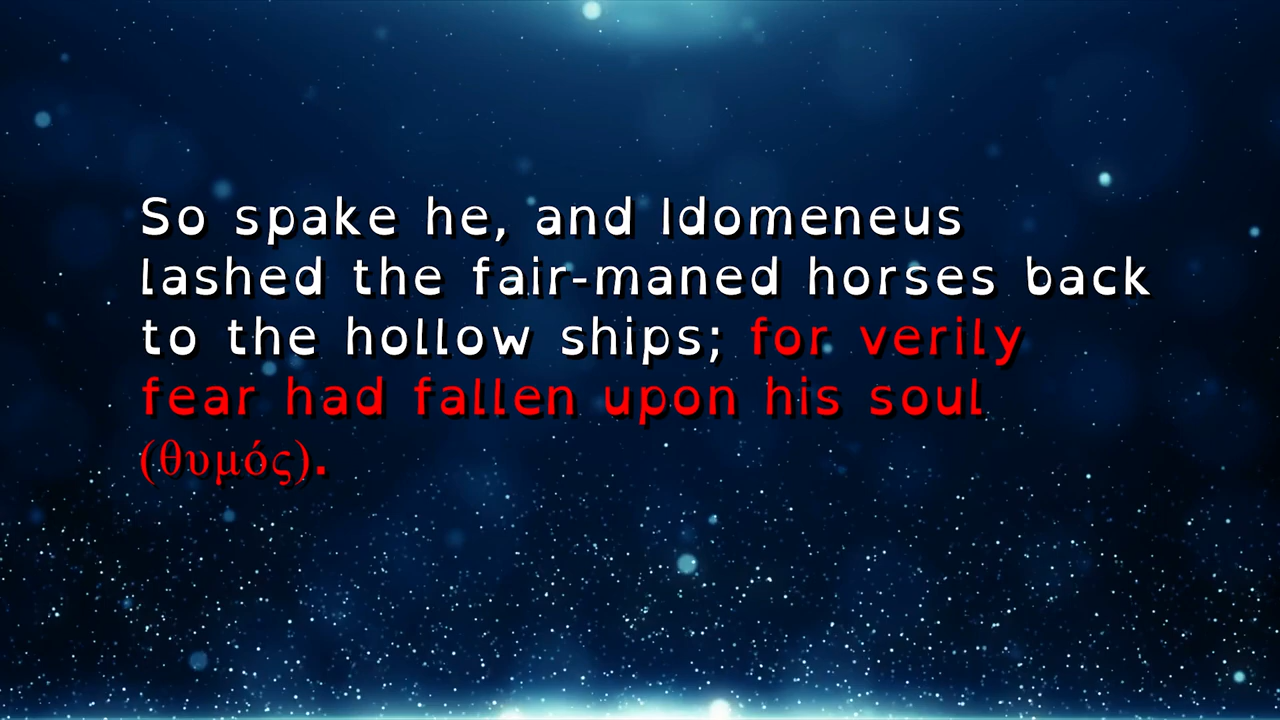 So spake he, and Idomeneus
lashed the fair-maned horses back
to the hollow ships; for verily
fear had fallen upon his soul
(θυμός).